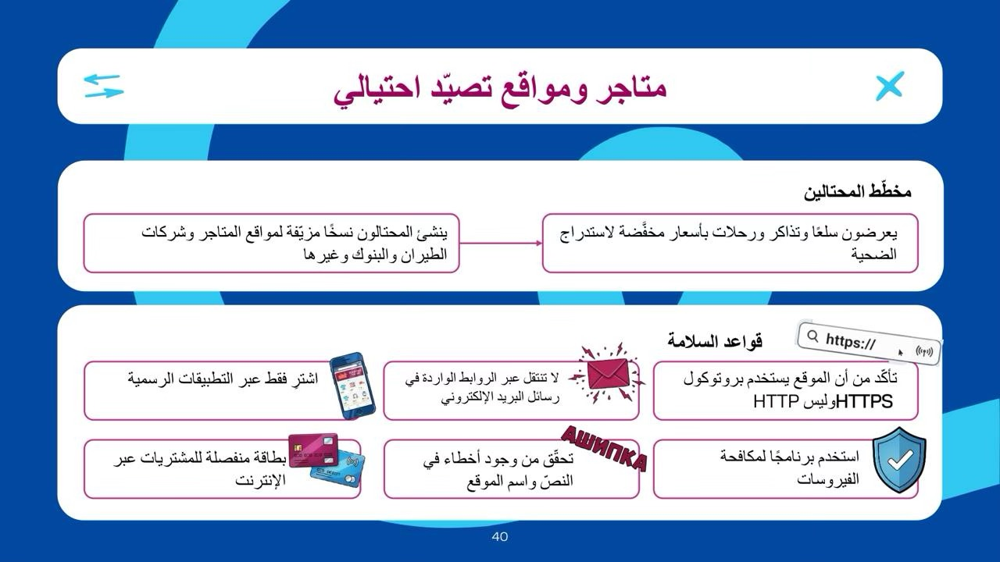 متاجر ومواقع تصيّد احتيالي
مخطّط المحتالين
يعرضون سلعًا وتذاكر ورحلات بأسعار مخفَّضة لاستدراج
الضحية
ينشئ المحتالون نسخًا مزيّفة لمواقع المتاجر وشركات
الطيران والبنوك وغيرها
https://
قواعد السلامة
تأكّد من أن الموقع يستخدم بروتوكول
HTTPSوليس HTTP
لا تنتقل عبر الروابط الواردة في
رسائل البريد الإلكتروني
اشترِ فقط عبر التطبيقات الرسمية
استخدم برنامجًا لمكافحة
الفيروسات
АШИПКА
تحقّق من وجود أخطاء في
النصّ واسم الموقع
بطاقة منفصلة للمشتريات عبر
الإنترنت
40